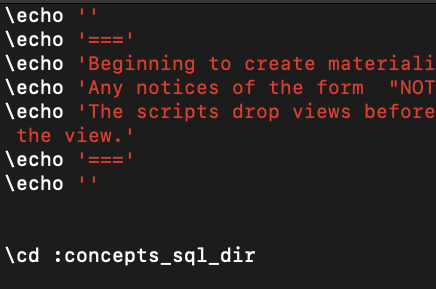 \echo ''
\echo '==='
\echo 'Beginning to create materiali
\echo 'Any notices of the form  "NOT
\echo 'The scripts drop views before
 the view.'
\echo '==='
\echo ''
\cd :concepts_sql_dir